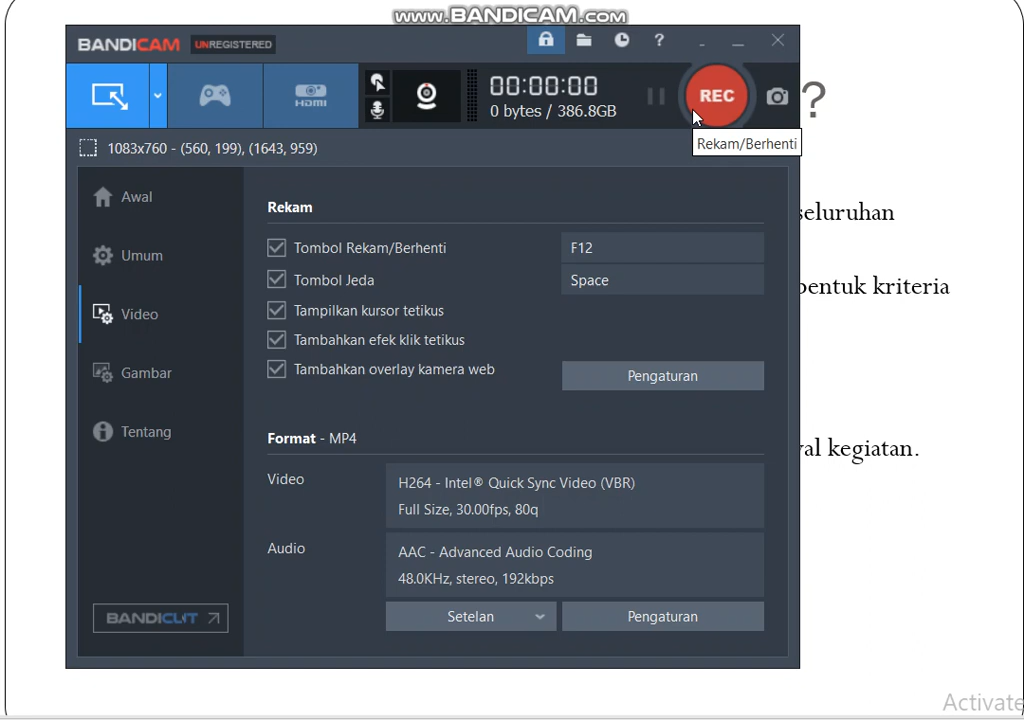 www.BANDICAM.COM
BANDICAM UNREGISTERED
?
HDMI
00:00:00
0 bytes / 386.8GB
REC
?
Rekam/Berhenti
1083x760 - (560, 199), (1643, 959)
Awal
Umum
Video
Gambar
Tentang
BANDICUT
Rekam
Tombol Rekam/Berhenti F12
Tombol Jeda Space
Tampilkan kursor tetikus
Tambahkan efek klik tetikus
Tambahkan overlay kamera web
Pengaturan
Format - MP4
Video
H264 - Intel® Quick Sync Video (VBR)
Full Size, 30.00fps, 80q
Audio
AAC - Advanced Audio Coding
48.0KHz, stereo, 192kbps
Setelan Pengaturan
seluruhan
bentuk kriteria
val kegiatan.
Activate